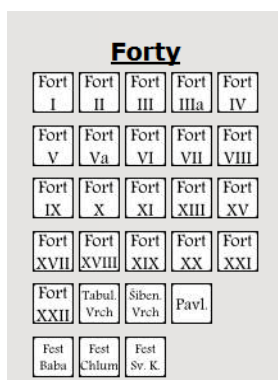 Forty
Fort I Fort II Fort III Fort IIIa Fort IV
Fort V Fort Va Fort VI Fort VII Fort VIII
Fort IX Fort X Fort XI Fort XIII Fort XV
Fort XVII Fort XVIII Fort XIX Fort XX Fort XXI
Fort XXII Tabul. Vrch Šiben. Vrch Pavl.
Fest Baba Fest Chlum Fest Sv. K.